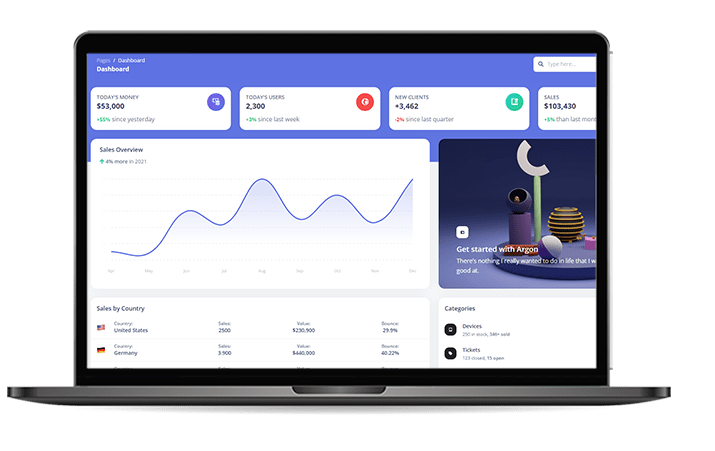 Pages / Dashboard
Dashboard
Type here...
TODAY'S MONEY
$53,000
+55% since yesterday
TODAY'S USERS
2,300
+3% since last week
NEW CLIENTS
+3,462
-2% since last quarter
SALES
$103,430
+5% than last mont
Sales Overview
4% more in 2021
Apr May Jun Jul Aug Sep Oct Nov Dec
Get started with Argon
There's nothing I really wanted to do in life that I w
good at.
Sales by Country
Country: Sales: Value: Bounce:
United States 2500 $230,900 29.9%
Country: Sales: Value: Bounce:
Germany 3.900 $440,000 40.22%
Categories
Devices
250 in stock, 346+ sold
Tickets
123 closed, 15 open